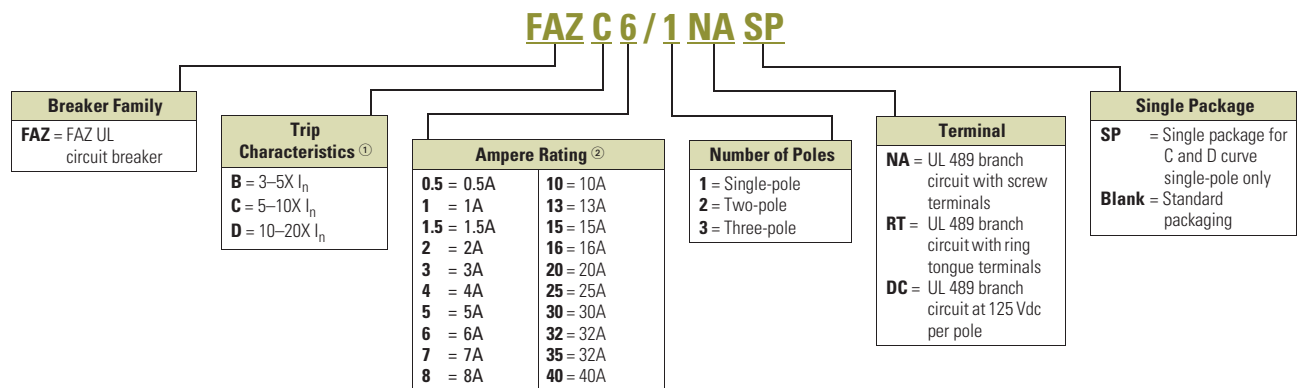 FAZ C 6 / 1 NA SP
Breaker Family
FAZ = FAZ UL
circuit breaker
Trip
Characteristics ①
B = 3–5X In
C = 5–10X In
D = 10–20X In
Ampere Rating ②
0.5 = 0.5A
1 = 1A
1.5 = 1.5A
2 = 2A
3 = 3A
4 = 4A
5 = 5A
6 = 6A
7 = 7A
8 = 8A
10 = 10A
13 = 13A
15 = 15A
16 = 16A
20 = 20A
25 = 25A
30 = 30A
32 = 32A
35 = 32A
40 = 40A
Number of Poles
1 = Single-pole
2 = Two-pole
3 = Three-pole
Terminal
NA = UL 489 branch
circuit with screw
terminals
RT = UL 489 branch
circuit with ring
tongue terminals
DC = UL 489 branch
circuit at 125 Vdc
per pole
Single Package
SP = Single package for
C and D curve
single-pole only
Blank = Standard
packaging